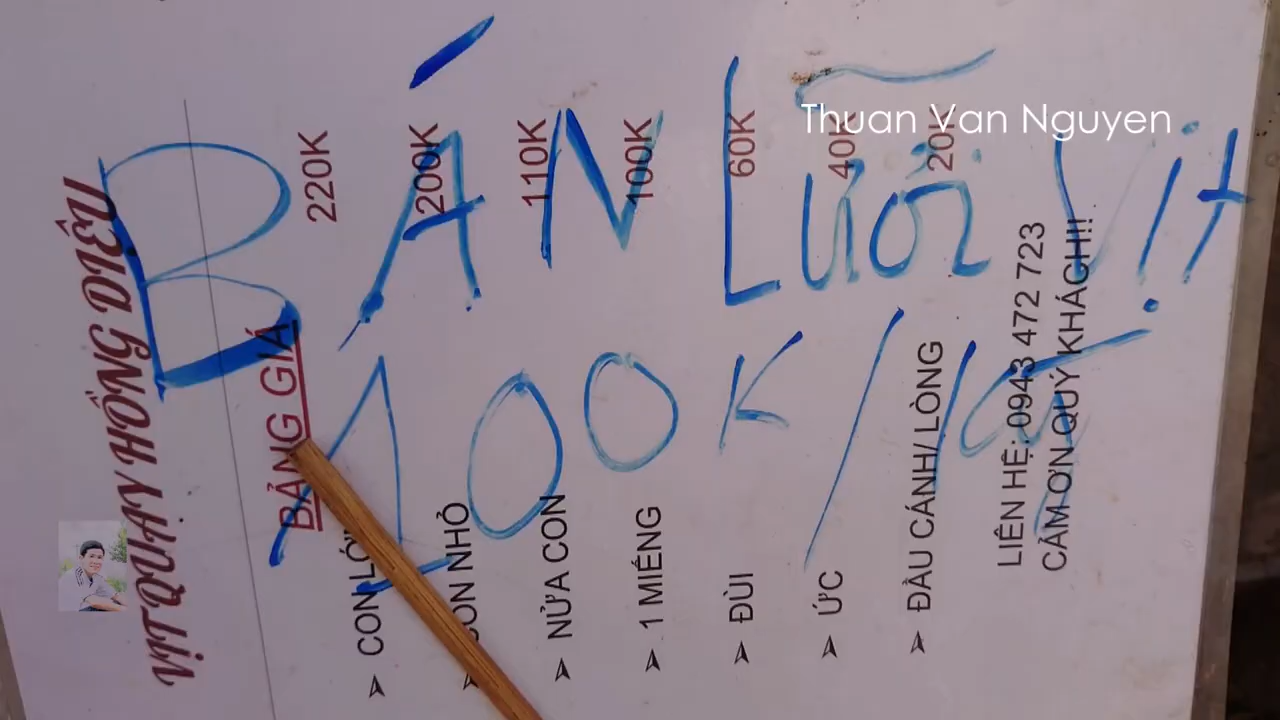 Thuan Van Nguyen
BÁN LƯỠI Vịt
100K/1
VỊT QUAY HỒNG DIỆU
BẢNG GIÁ
➢ CON LỚN 220K
➢ CON NHỎ 200K
➢ NỬA CON 110K
➢ 1 MIẾNG 100K
➢ ĐÙI 60K
➢ ỨC 40K
➢ ĐẦU CÁNH/ LÒNG 20K
LIÊN HỆ: 0943 472 723
CẢM ƠN QUÝ KHÁCH!!